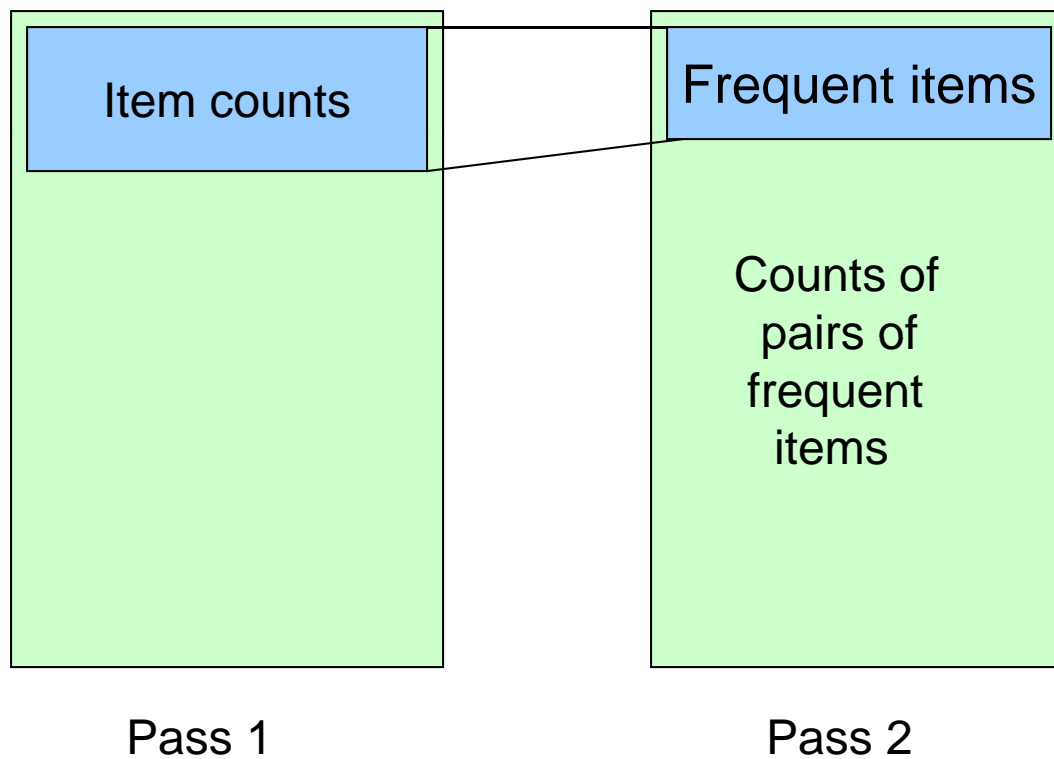 Item counts
Frequent items
Counts of
pairs of
frequent
items
Pass 1
Pass 2